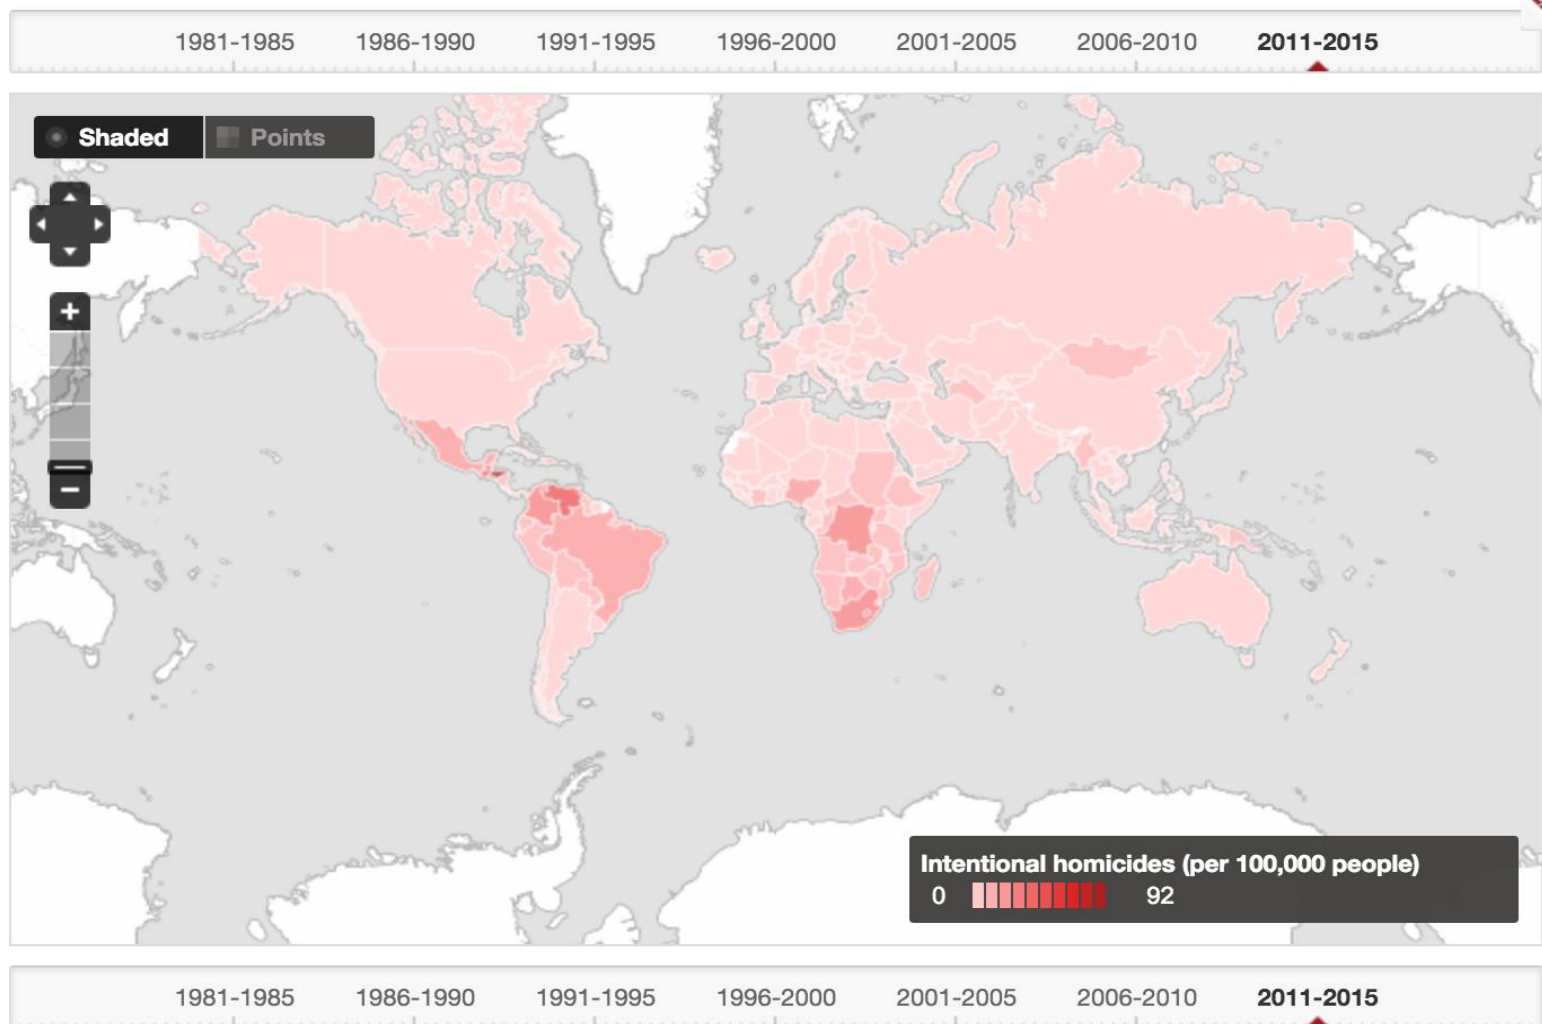 1981-1985 1986-1990 1991-1995 1996-2000 2001-2005 2006-2010 2011-2015
Shaded Points
+
−
Intentional homicides (per 100,000 people)
0 92
1981-1985 1986-1990 1991-1995 1996-2000 2001-2005 2006-2010 2011-2015